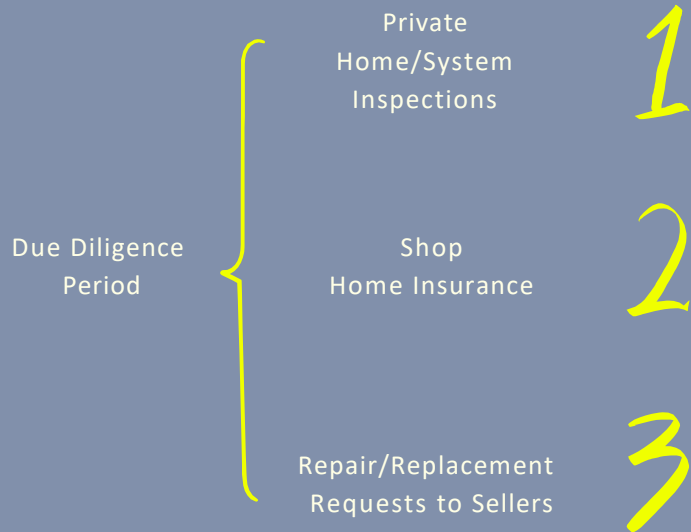 Due Diligence
Period
Private
Home/System
Inspections
1
Shop
Home Insurance
2
Repair/Replacement
Requests to Sellers
3